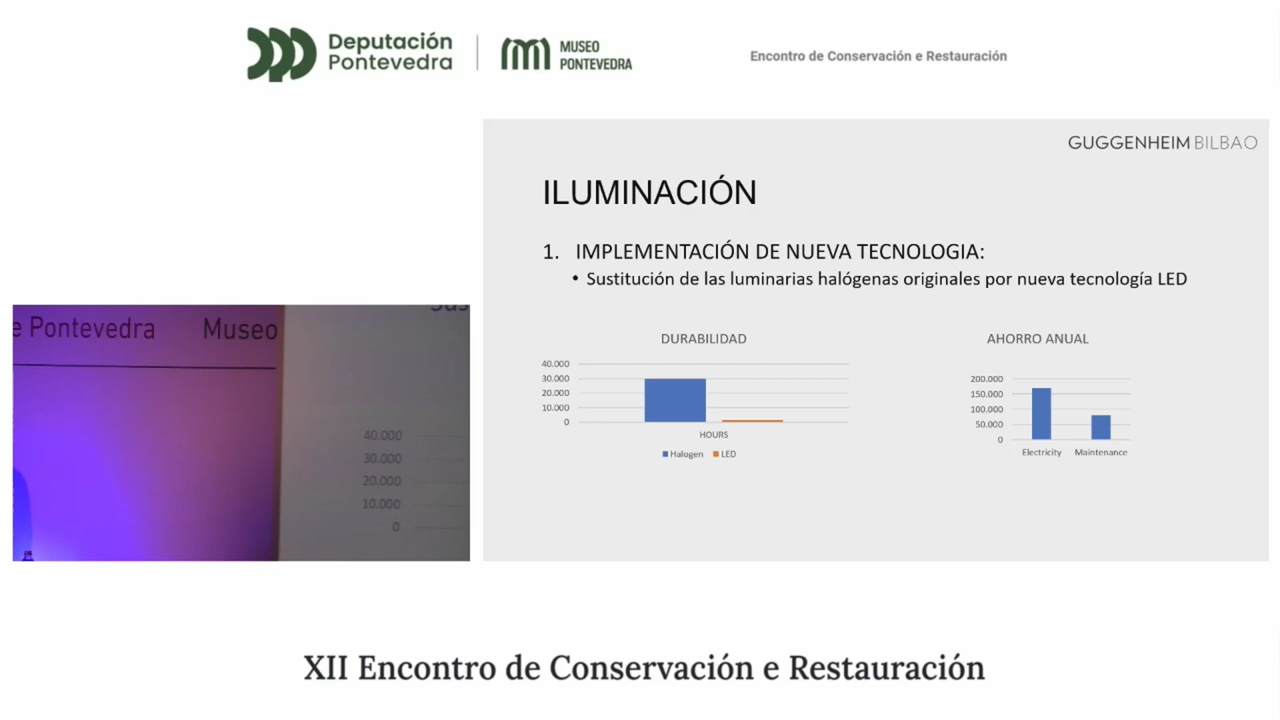 Deputación
Pontevedra
MUSEO
PONTEVEDRA
Encontro de Conservación e Restauración
GUGGENHEIM BILBAO
ILUMINACIÓN
1. IMPLEMENTACIÓN DE NUEVA TECNOLOGIA:
• Sustitución de las luminarias halógenas originales por nueva tecnología LED
DURABILIDAD
40.000
30.000
20.000
10.000
0
HOURS
Halogen LED
AHORRO ANUAL
200.000
150.000
100.000
50.000
0
Electricity Maintenance
e Pontevedra Museo
Sus
40.000
30.000
20.000
10.000
0
XII Encontro de Conservación e Restauración